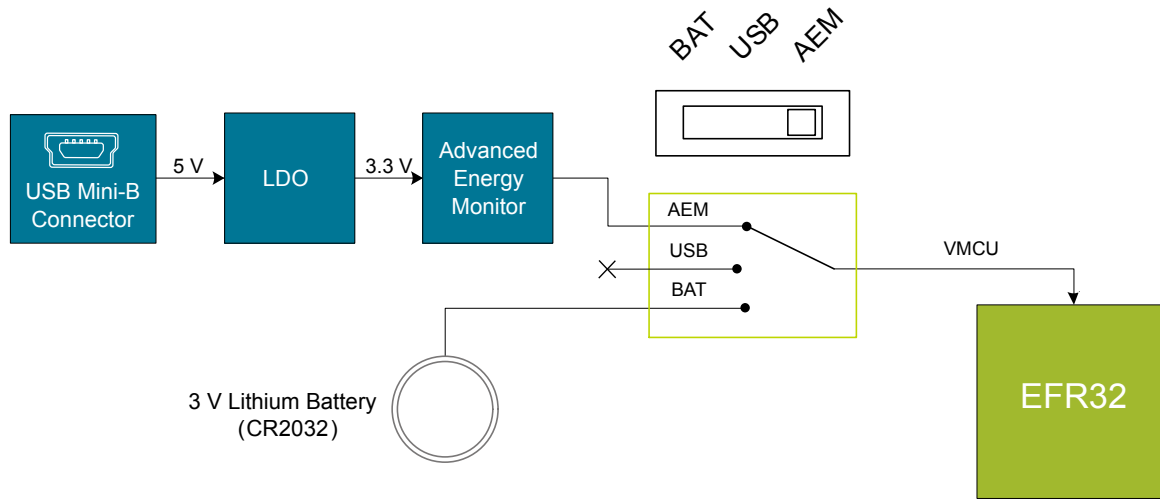 BAT
USB
AEM
USB Mini-B
Connector
5 V
LDO
3.3 V
Advanced
Energy
Monitor
AEM
USB
BAT
VMCU
3 V Lithium Battery
(CR2032)
EFR32